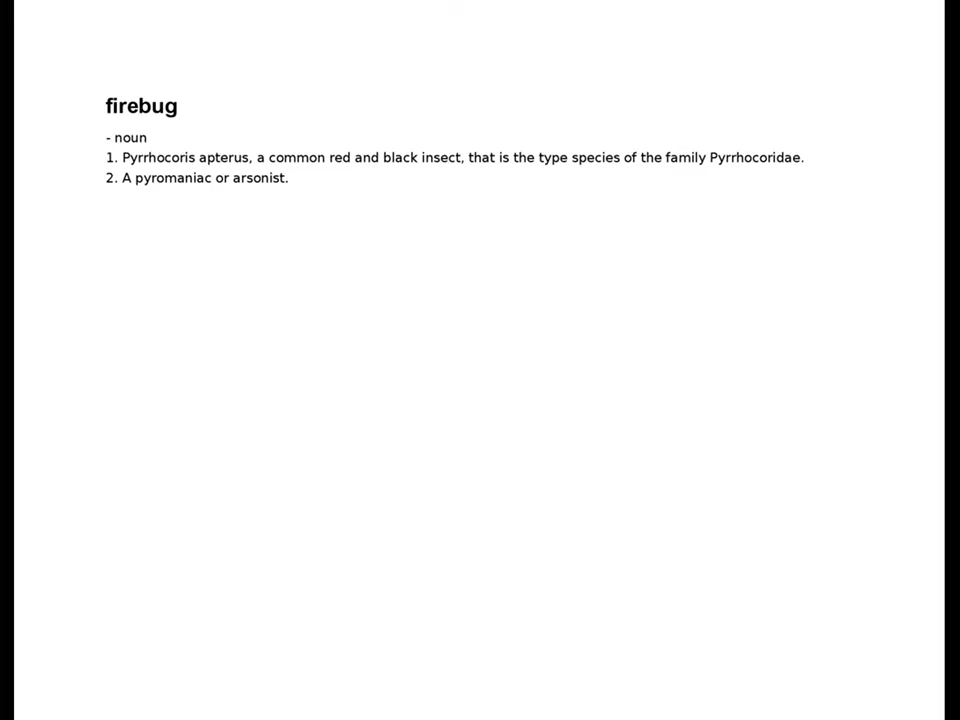 firebug
- noun
1. Pyrrhocoris apterus, a common red and black insect, that is the type species of the family Pyrrhocoridae.
2. A pyromaniac or arsonist.